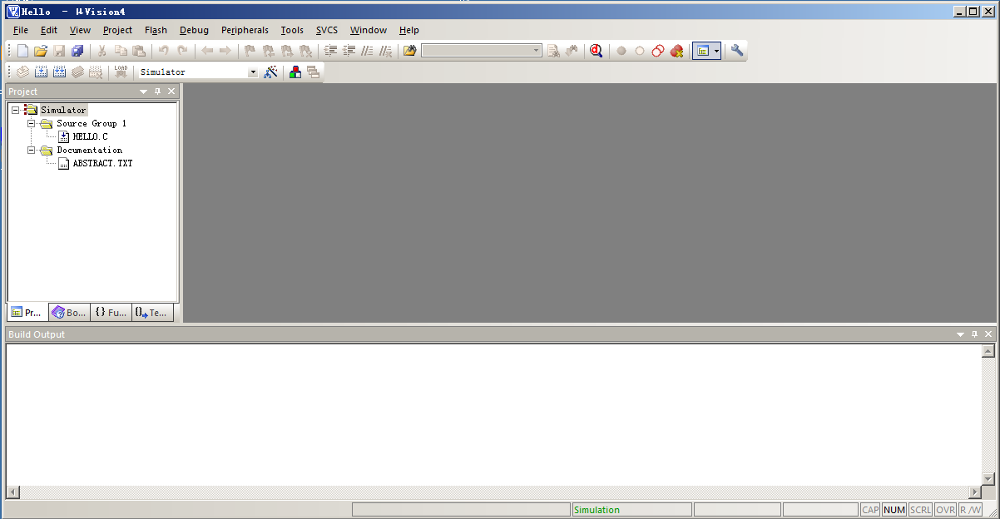 Hello - µVision4
File Edit View Project Flash Debug Peripherals Tools SVCS Window Help
LOAD Simulator
Project
Simulator
Source Group 1
HELLO.C
Documentation
ABSTRACT.TXT
Pr... Bo... {} Fu... Te...
Build Output
Simulation CAP NUM SCRL OVR R /W